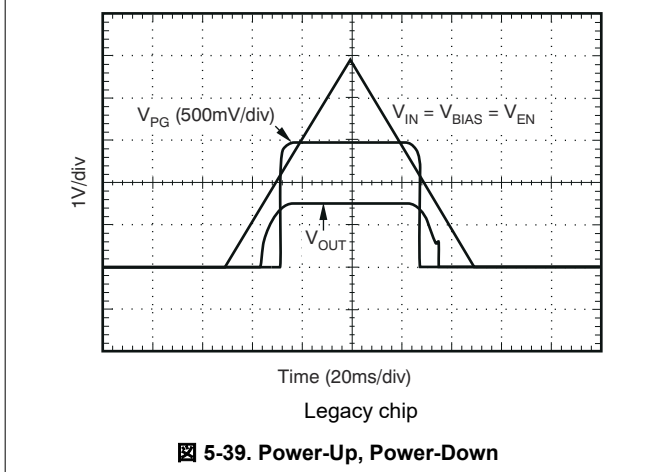 V_PG (500mV/div)
V_IN = V_BIAS = V_EN
1V/div
V_OUT
Time (20ms/div)
Legacy chip
図 5-39. Power-Up, Power-Down